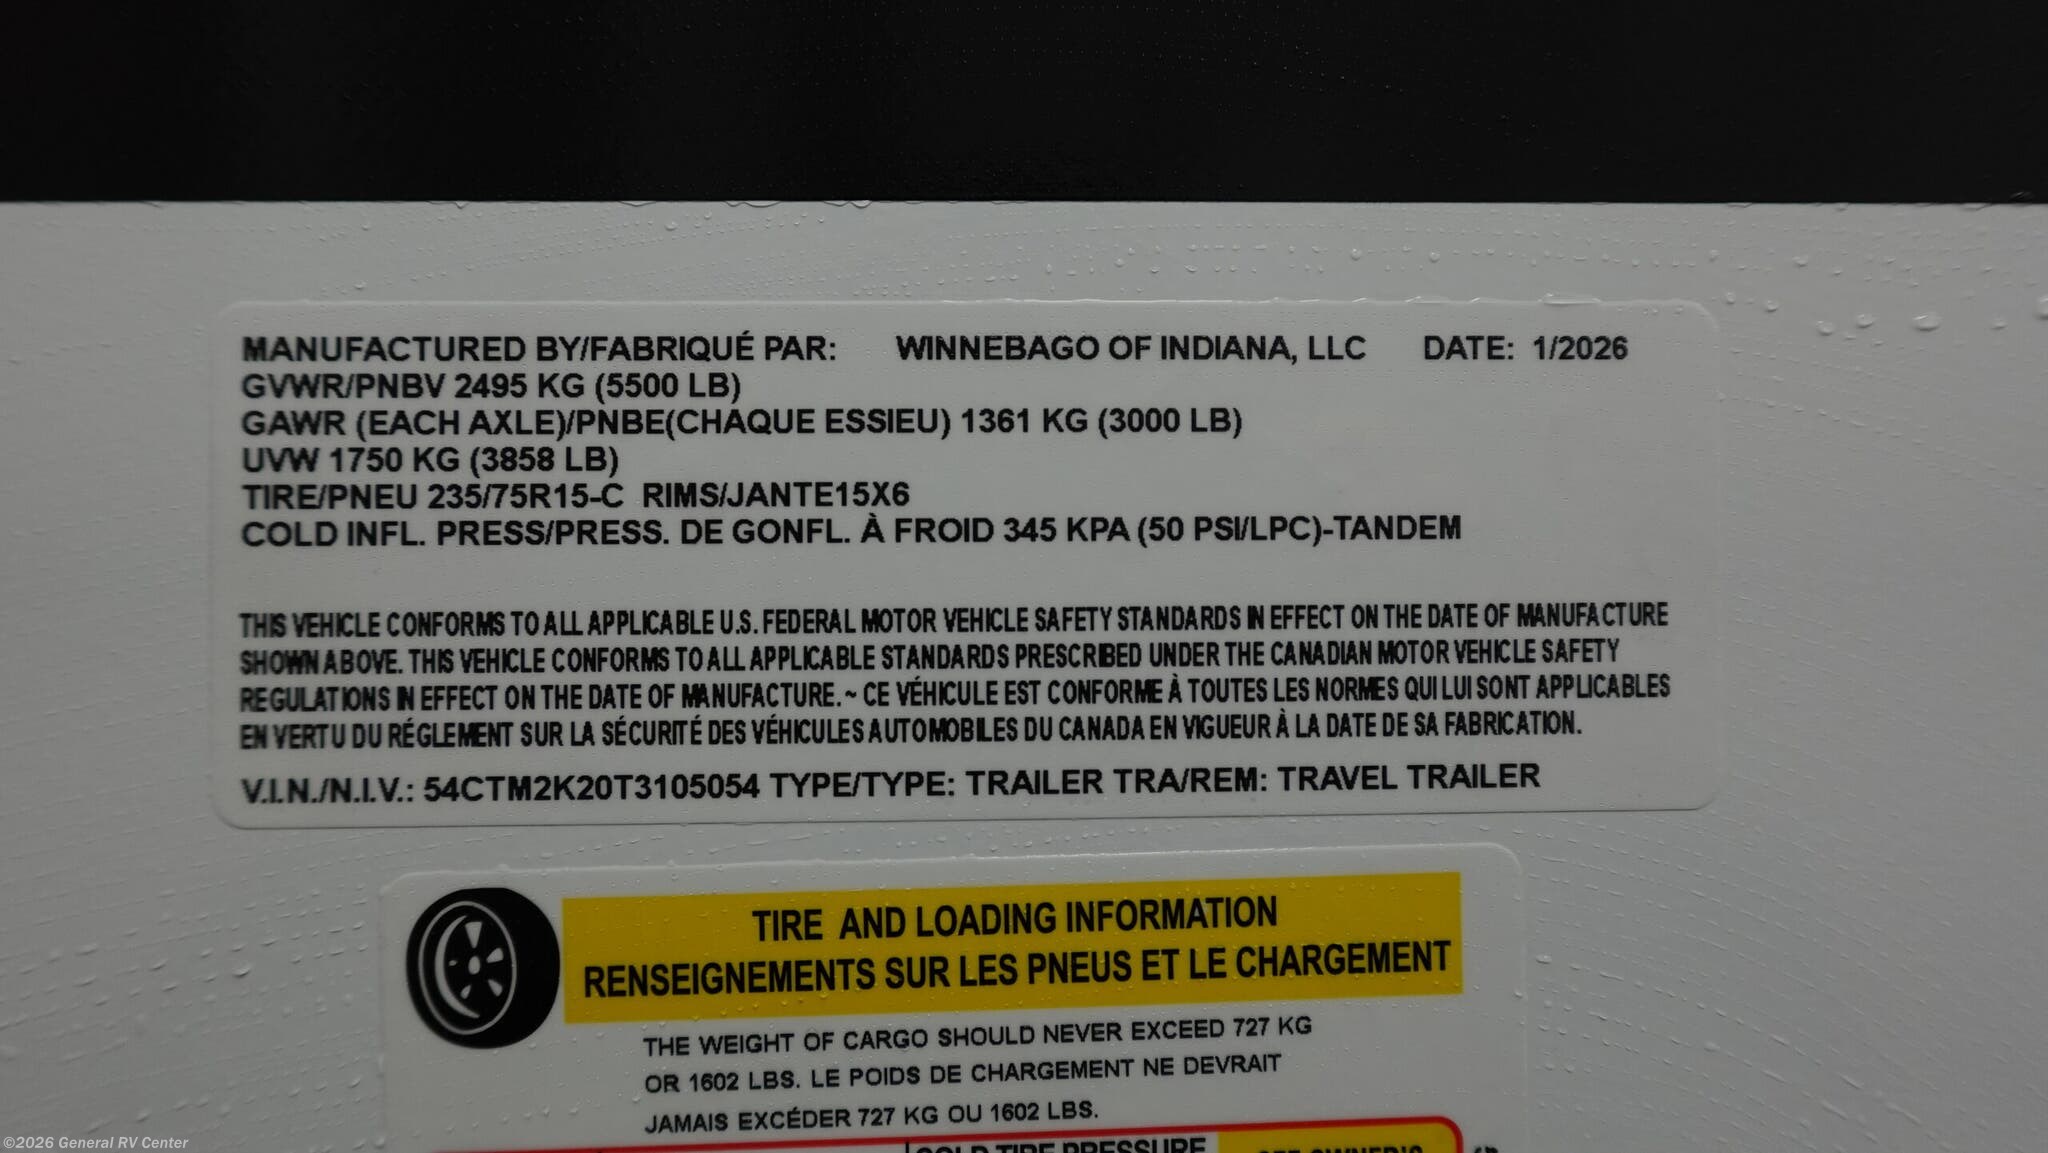 MANUFACTURED BY/FABRIQUÉ PAR: WINNEBAGO OF INDIANA, LLC DATE: 1/2026
GVWR/PNBV 2495 KG (5500 LB)
GAWR (EACH AXLE)/PNBE(CHAQUE ESSIEU) 1361 KG (3000 LB)
UVW 1750 KG (3858 LB)
TIRE/PNEU 235/75R15-C RIMS/JANTE15X6
COLD INFL. PRESS/PRESS. DE GONFL. À FROID 345 KPA (50 PSI/LPC)-TANDEM
THIS VEHICLE CONFORMS TO ALL APPLICABLE U.S. FEDERAL MOTOR VEHICLE SAFETY STANDARDS IN EFFECT ON THE DATE OF MANUFACTURE
SHOWN ABOVE. THIS VEHICLE CONFORMS TO ALL APPLICABLE STANDARDS PRESCRIBED UNDER THE CANADIAN MOTOR VEHICLE SAFETY
REGULATIONS IN EFFECT ON THE DATE OF MANUFACTURE. ~ CE VÉHICULE EST CONFORME À TOUTES LES NORMES QUI LUI SONT APPLICABLES
EN VERTU DU RÉGLEMENT SUR LA SÉCURITÉ DES VÉHICULES AUTOMOBILES DU CANADA EN VIGUEUR À LA DATE DE SA FABRICATION.
V.I.N./N.I.V.: 54CTM2K20T3105054 TYPE/TYPE: TRAILER TRA/REM: TRAVEL TRAILER
TIRE AND LOADING INFORMATION
RENSEIGNEMENTS SUR LES PNEUS ET LE CHARGEMENT
THE WEIGHT OF CARGO SHOULD NEVER EXCEED 727 KG
OR 1602 LBS. LE POIDS DE CHARGEMENT NE DEVRAIT
JAMAIS EXCÉDER 727 KG OU 1602 LBS.
COLD TIRE PRESSURE SEE OWNER'S
©2026 General RV Center